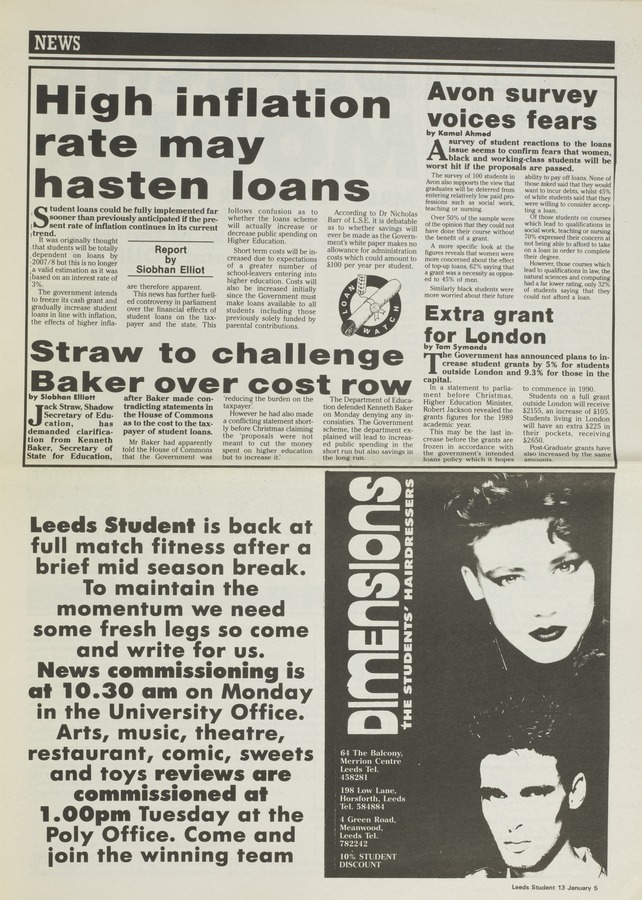 NEWS
High inflation
rate may
hasten loans
Student loans could be fully implemented far
sooner than previously anticipated if the pre-
sent rate of inflation continues in its current
trend.
It was originally thought
that students will be totally
dependent on loans by
2007/8 but this is no longer
a valid estimation as it was
based on an interest rate of
3%.
The government intends
to freeze its cash grant and
gradually increase student
loans in line with inflation,
the effects of higher infla-
Report
by
Siobhan Elliot
are therefore apparent.
This news has further fuell-
ed controversy in parliament
over the financial effects of
student loans on the tax-
payer and the state. This
follows confusion as to
whether the loans scheme
will actually increase or
decrease public spending on
Higher Education.
Short term costs will be in-
creased due to expectations
of a greater number of
school-leavers entering into
higher education. Costs will
also be increased initially
since the Government must
make loans available to all
students including those
previously solely funded by
parental contributions.
According to Dr Nicholas
Barr of L.S.E. it is debatable
as to whether savings will
ever be made as the Govern-
ment's white paper makes no
allowance for administration
costs which could amount to
$100 per year per student.
LOAN
WATCH
Straw to challenge
Baker over cost row
by Siobhan Elliott
Jack Straw, Shadow
Secretary of Edu-
cation, has
demanded clarifica-
tion from Kenneth
Baker, Secretary of
State for Education,
after Baker made con-
tradicting statements in
the House of Commons
as to the cost to the tax-
payer of student loans.
Mr Baker had apparently
told the House of Commons
that the Government was
'reducing the burden on the
taxpayer'.
However he had also made
a conflicting statement short-
ly before Christmas claiming
the 'proposals were not
meant to cut the money
spent on higher education
but to increase it.'
The Department of Educa-
tion defended Kenneth Baker
on Monday denying any in-
consisties. The Government
scheme, the department ex-
plained will lead to increas-
ed public spending in the
short run but also savings in
the long run.
Avon survey
voices fears
by Kamal Ahmed
A survey of student reactions to the loans
issue seems to confirm fears that women,
black and working-class students will be
worst hit if the proposals are passed.
The survey of 100 students in
Avon also supports the view that
graduates will be deterred from
entering relatively low paid pro-
fessions such as social work,
teaching or nursing.
Over 50% of the sample were
of the opinion that they could not
have done their course without
the benefit of a grant.
A more specific look at the
figures reveals that women were
more concerned about the effect
of top-up loans, 62% saying that
a grant was a necessity as oppos-
ed to 45% of men.
Similarly black students were
more worried about their future
ability to pay off loans. None of
those asked said that they would
want to incur debts, whilst 45%
of white students said that they
were willing to consider accep-
ting a loan.
Of those students on courses
which lead to qualifications in
social work, teaching or nursing
70% expressed their concern at
not being able to afford to take
on a loan in order to complete
their degree.
However, those courses which
lead to qualifications in law, the
natural sciences and computing
had a far lower rating, only 32%
of students saying that they
could not afford a loan.
Extra grant
for London
by Tom Symonds
The Government has announced plans to in-
crease student grants by 5% for students
outside London and 9.3% for those in the
capital.
In a statement to parlia-
ment before Christmas,
Higher Education Minister,
Robert Jackson revealed the
grants figures for the 1989
academic year.
This may be the last in-
crease before the grants are
frozen in accordance with
the government's intended
loans policy which it hopes
to commence in 1990.
Students on a full grant
outside London will receive
$2155, an increase of $105.
Students living in London
will have an extra $225 in
their pockets, receiving
$2650.
Post-Graduate grants have
also increased by the same
amounts.
Leeds Student is back at
full match fitness after a
brief mid season break.
To maintain the
momentum we need
some fresh legs so come
and write for us.
News commissioning is
at 10.30 am on Monday
in the University Office.
Arts, music, theatre,
restaurant, comic, sweets
and toys reviews are
commissioned at
1.00pm Tuesday at the
Poly Office. Come and
join the winning team
DIMENSIONS
THE STUDENTS' HAIRDRESSERS
64 The Balcony,
Merrion Centre
Leeds Tel.
458281
198 Low Lane,
Horsforth, Leeds
Tel. 584884
4 Green Road,
Meanwood,
Leeds Tel.
782242
10% STUDENT
DISCOUNT
Leeds Student 13 January 5